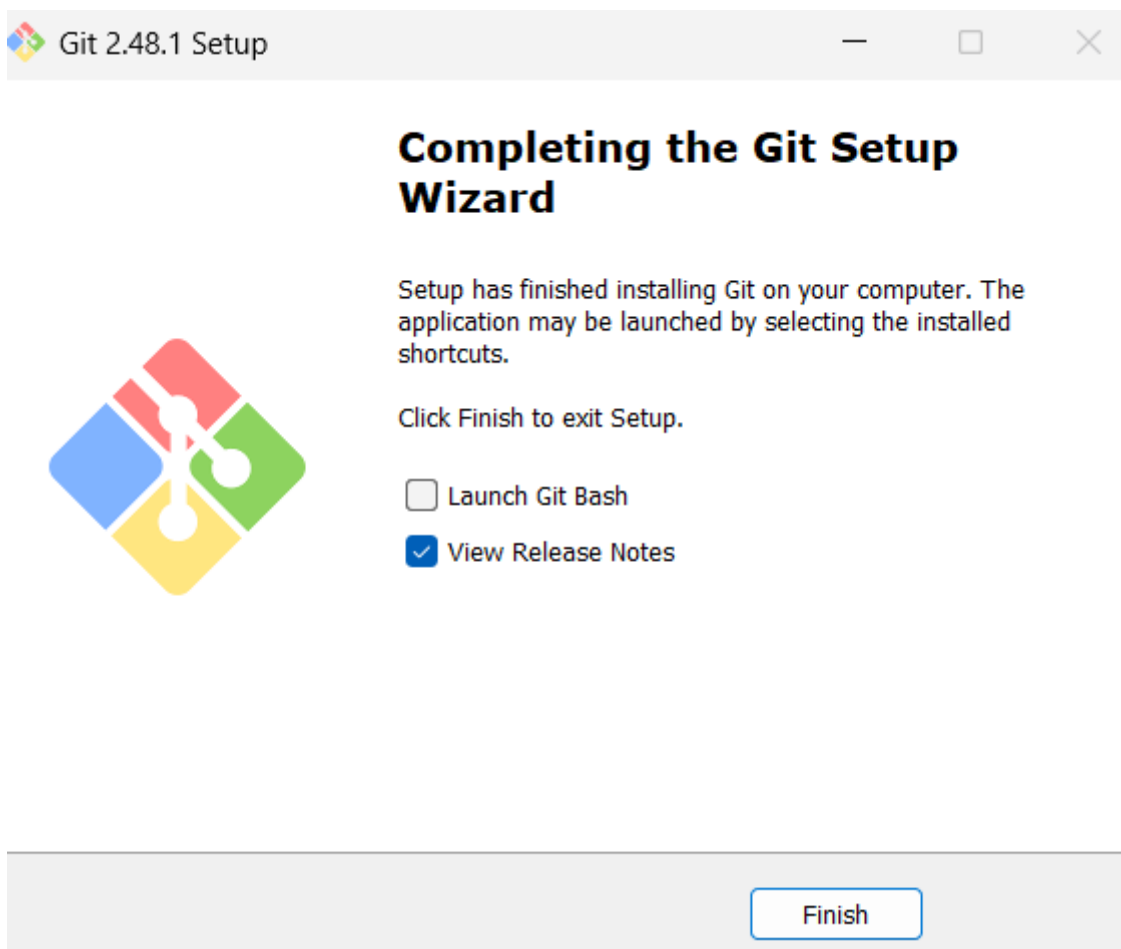 Git 2.48.1 Setup
Completing the Git Setup
Wizard
Setup has finished installing Git on your computer. The
application may be launched by selecting the installed
shortcuts.
Click Finish to exit Setup.
Launch Git Bash
View Release Notes
Finish